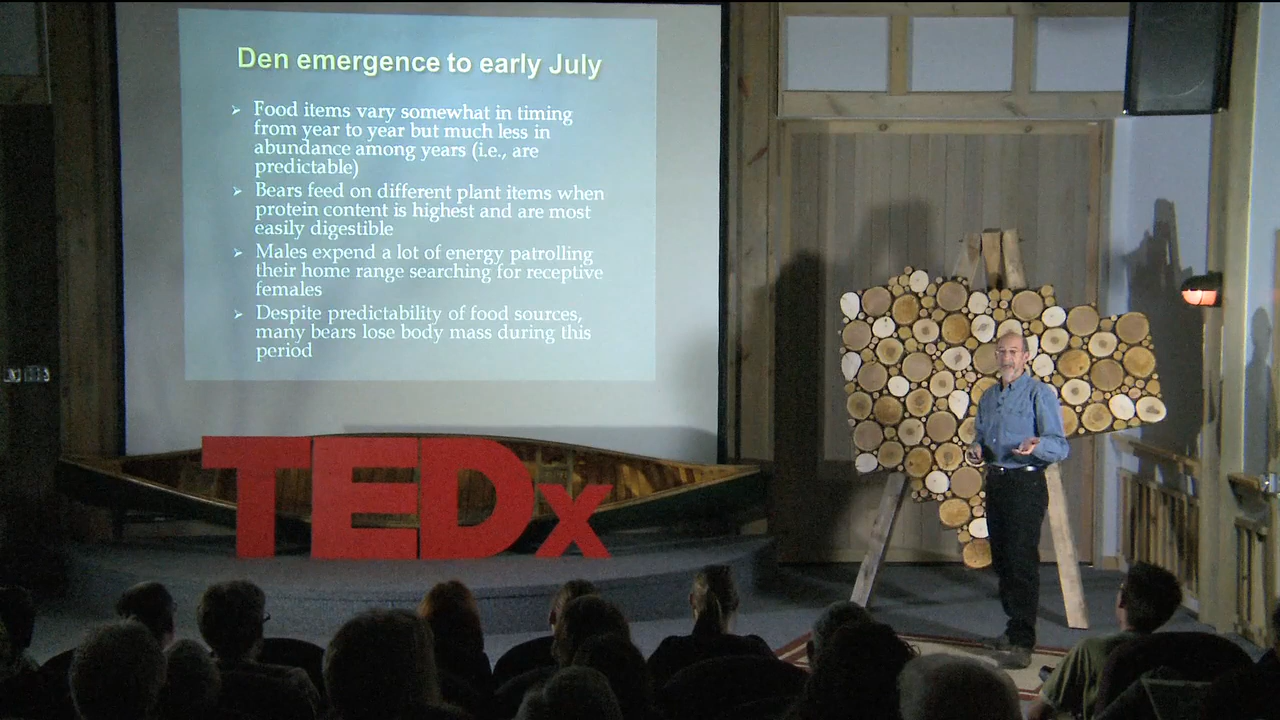 Den emergence to early July
➢ Food items vary somewhat in timing
from year to year but much less in
abundance among years (i.e., are
predictable)
➢ Bears feed on different plant items when
protein content is highest and are most
easily digestible
➢ Males expend a lot of energy patrolling
their home range searching for receptive
females
➢ Despite predictability of food sources,
many bears lose body mass during this
period
TEDx